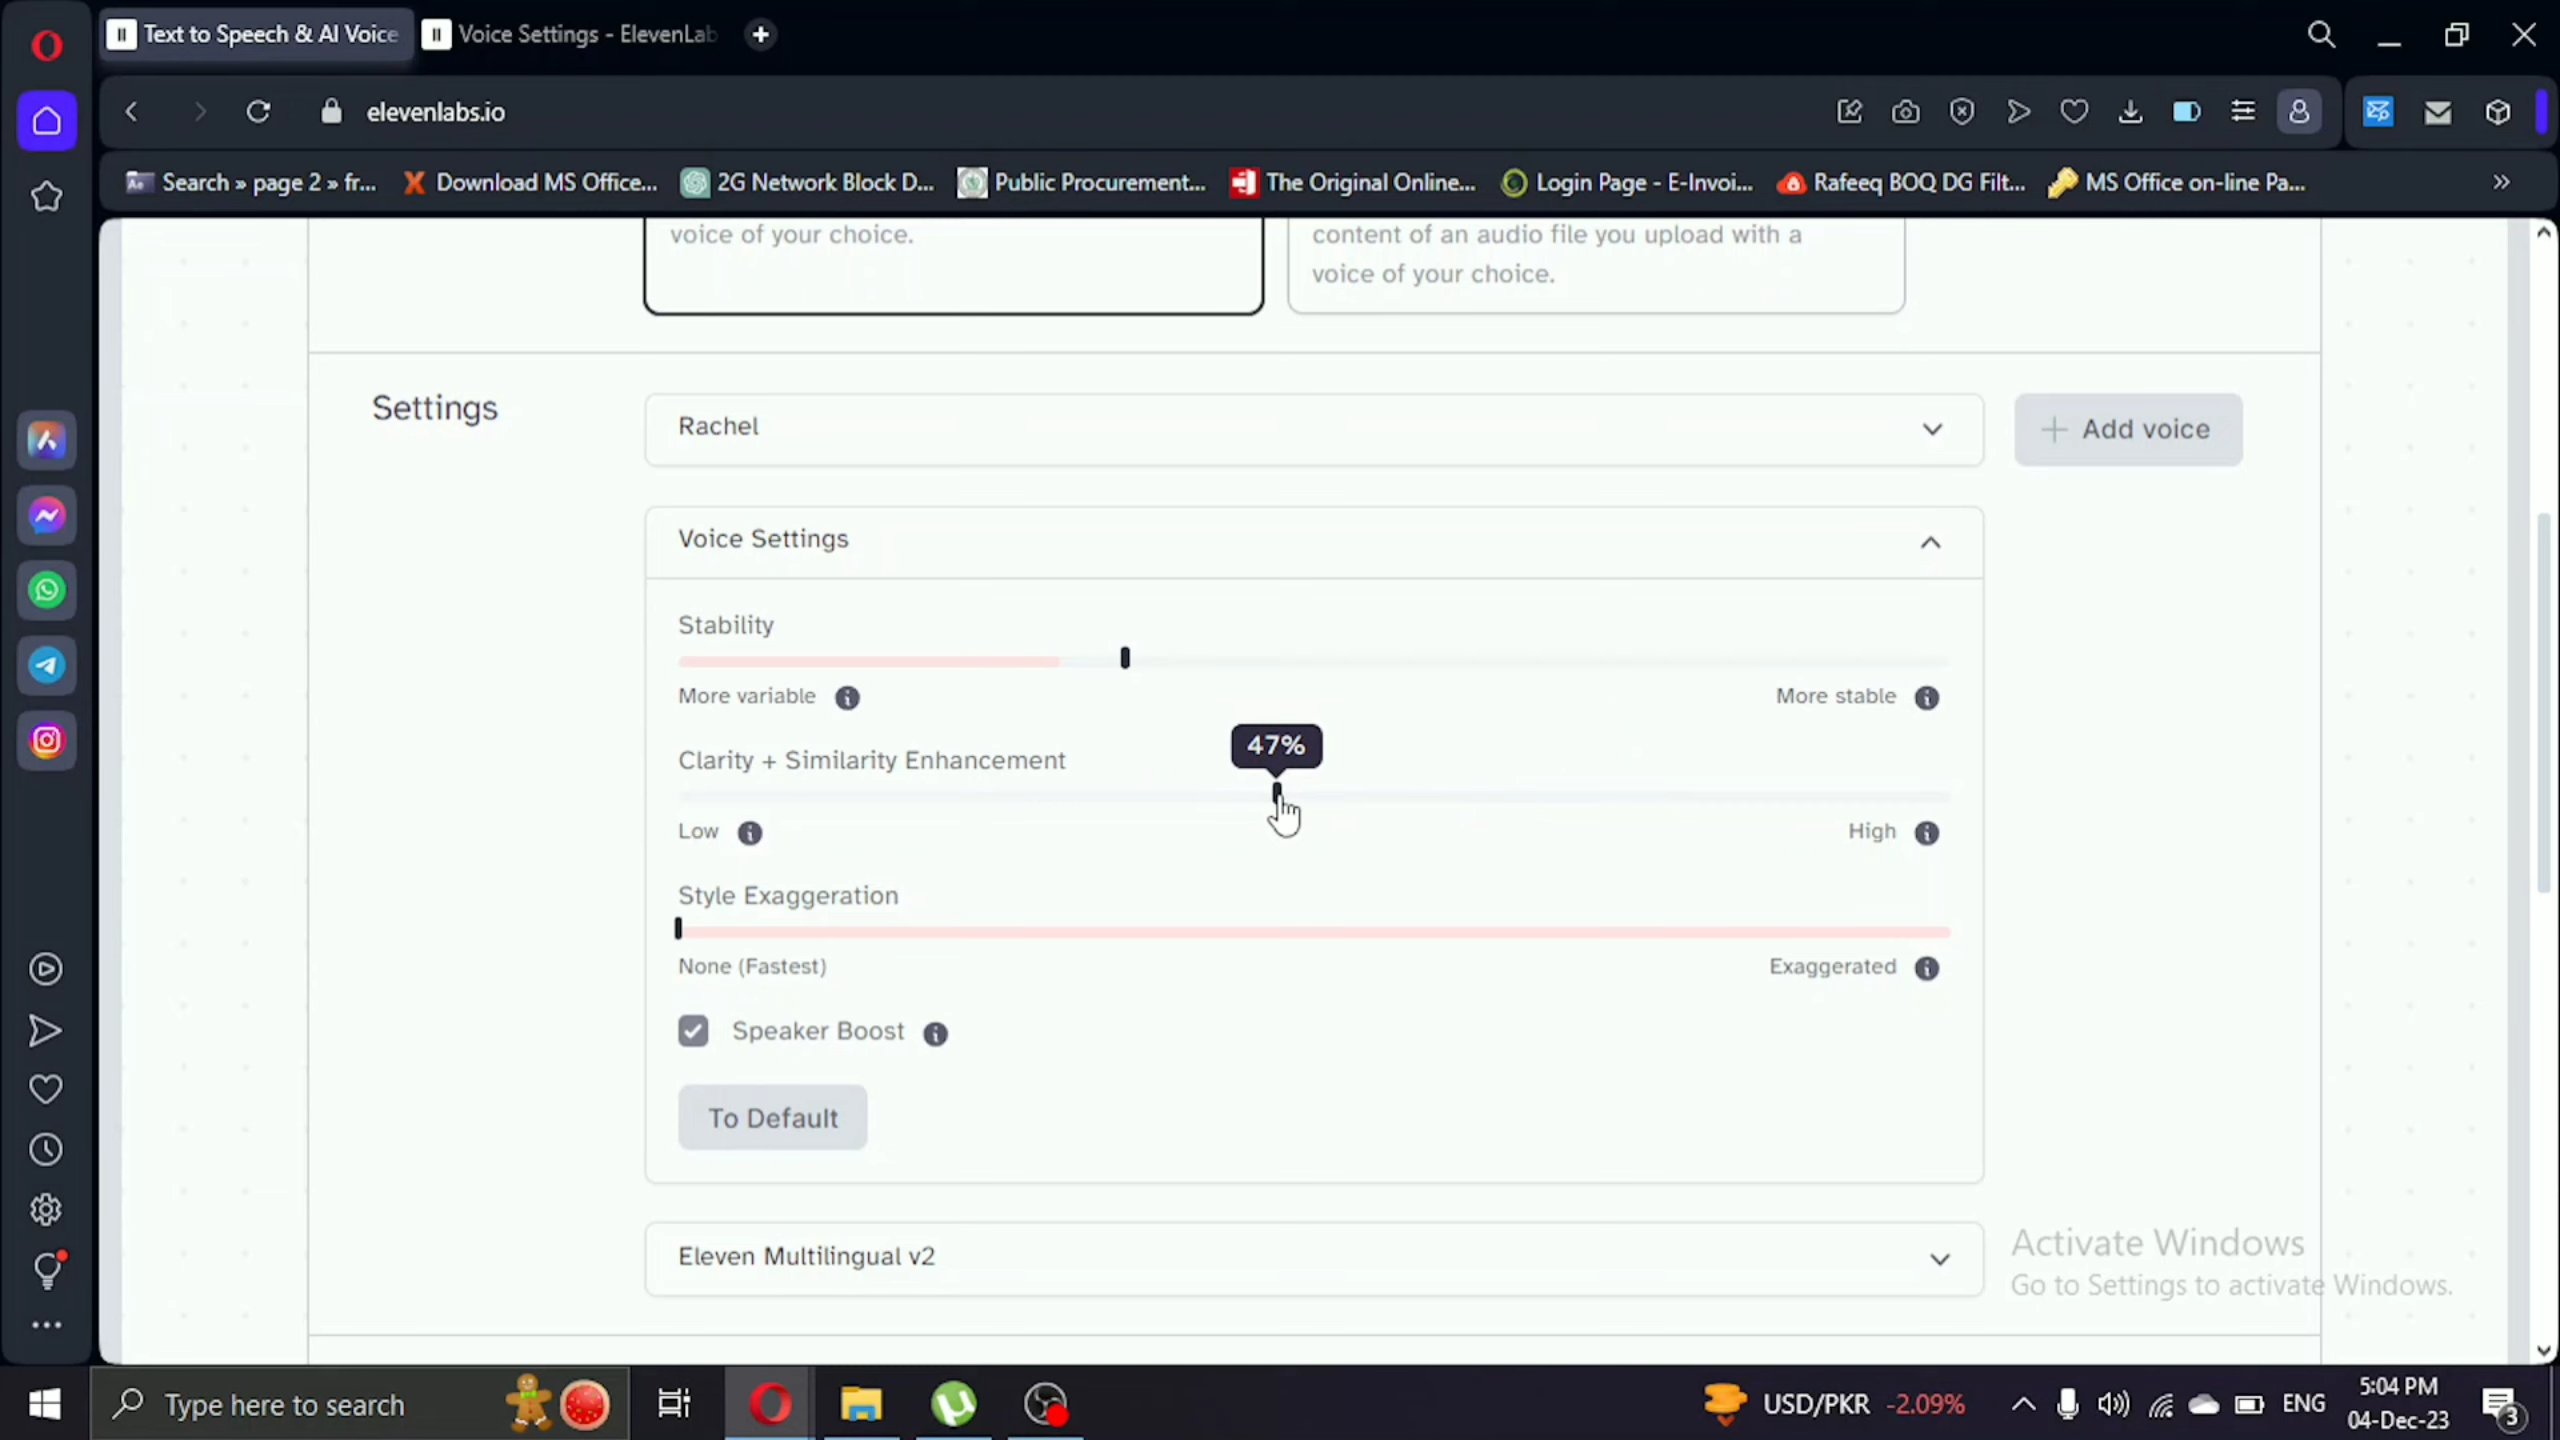 Text to Speech & AI Voice
Voice Settings - ElevenLab
elevenlabs.io
Search » page 2 » fr...
Download MS Office...
2G Network Block D...
Public Procurement...
The Original Online...
Login Page - E-Invoi...
Rafeeq BOQ DG Filt...
MS Office on-line Pa...
voice of your choice.
content of an audio file you upload with a
voice of your choice.
Settings
Rachel
+ Add voice
Voice Settings
Stability
More variable
More stable
47%
Clarity + Similarity Enhancement
Low
High
Style Exaggeration
None (Fastest)
Exaggerated
Speaker Boost
To Default
Eleven Multilingual v2
Activate Windows
Go to Settings to activate Windows.
Type here to search
USD/PKR -2.09%
ENG
5:04 PM
04-Dec-23
3